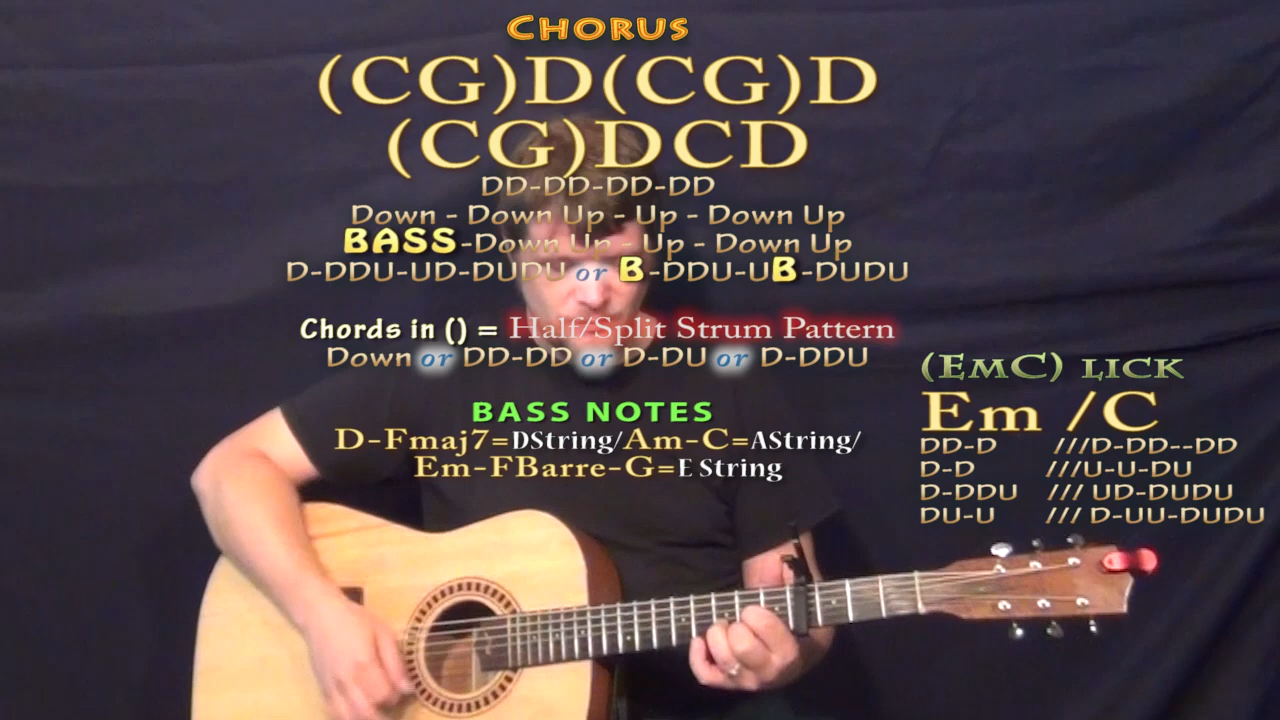 CHORUS
(CG)D(CG)D
(CG)DCD
DD-DD-DD-DD
Down - Down Up - Up - Down Up
BASS-Down Up - Up - Down Up
D-DDU-UD-DUDU or B-DDU-UB-DUDU
Chords in () = Half/Split Strum Pattern
Down or DD-DD or D-DU or D-DDU
BASS NOTES
D-Fmaj7=DString/Am-C=AString/
Em-FBarre-G=E String
(EMC) LICK
Em /C
DD-D ///D-DD--DD
D-D ///U-U-DU
D-DDU /// UD-DUDU
DU-U /// D-UU-DUDU